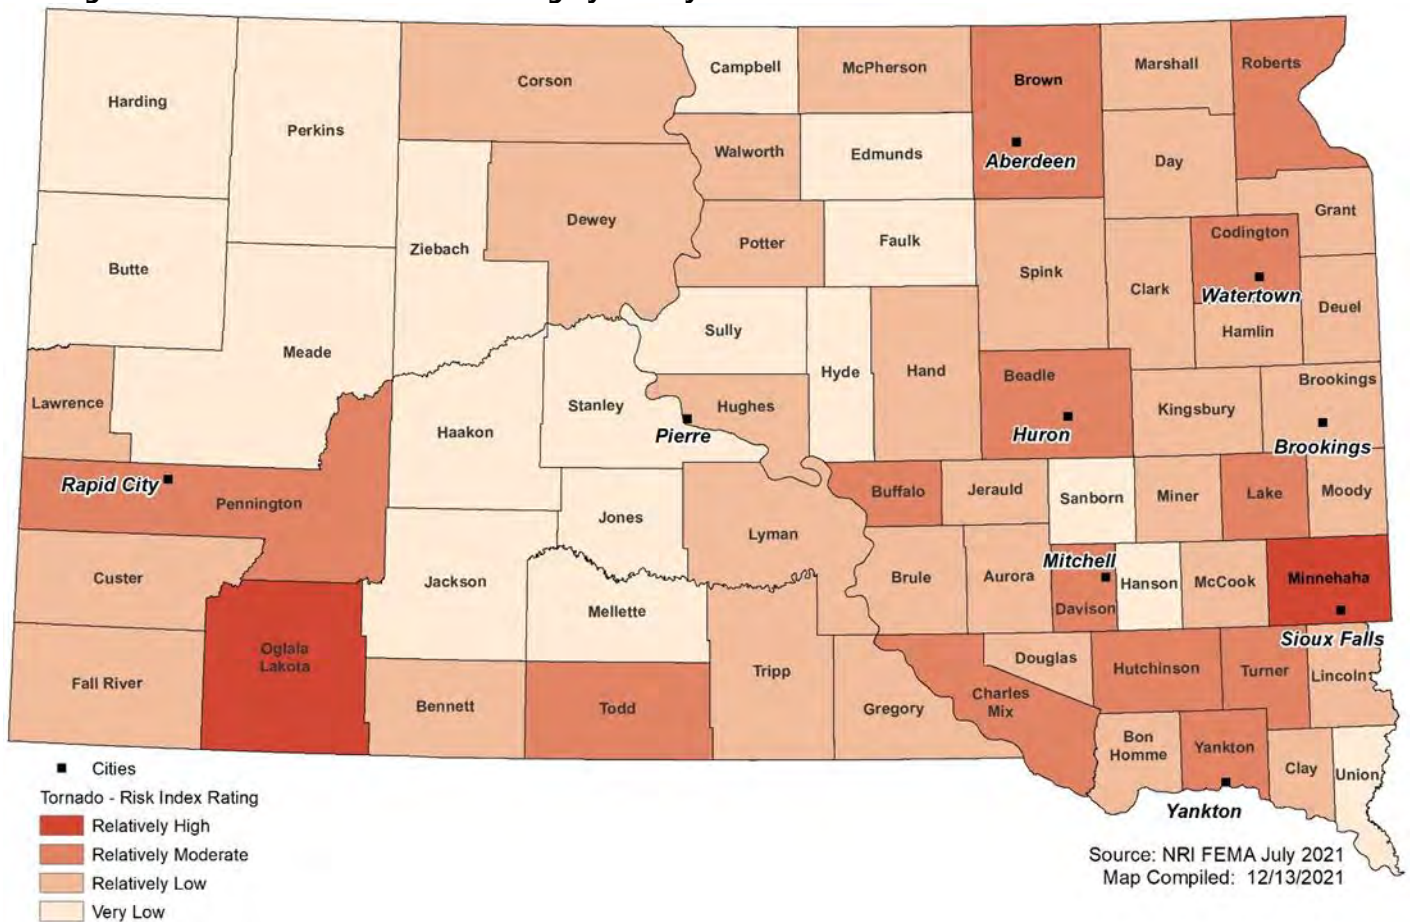 Harding
Perkins
Corson
Campbell
McPherson
Brown
Marshall
Roberts
Walworth
Edmunds
Aberdeen
Day
Butte
Ziebach
Dewey
Potter
Faulk
Spink
Clark
Codington
Grant
Watertown
Hamlin
Deuel
Meade
Sully
Hyde
Hand
Beadle
Huron
Kingsbury
Brookings
Brookings
Lawrence
Haakon
Stanley
Hughes
Pierre
Rapid City
Pennington
Jones
Lyman
Buffalo
Jerauld
Sanborn
Miner
Lake
Moody
Custer
Jackson
Mellette
Brule
Aurora
Mitchell
Davison
Hanson
McCook
Minnehaha
Sioux Falls
Fall River
Oglala
Lakota
Bennett
Todd
Tripp
Gregory
Charles
Mix
Douglas
Hutchinson
Turner
Lincoln
Bon
Homme
Yankton
Clay
Union
Yankton
Cities
Tornado - Risk Index Rating
Relatively High
Relatively Moderate
Relatively Low
Very Low
Source: NRI FEMA July 2021
Map Compiled: 12/13/2021